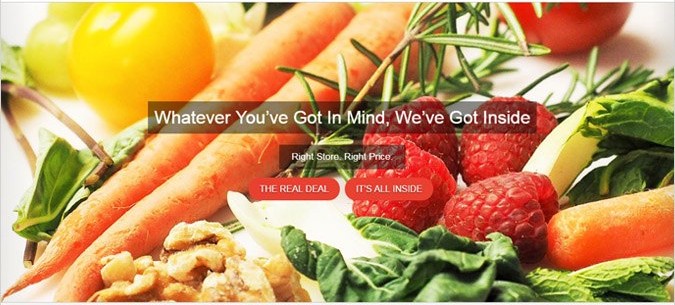 Whatever You've Got In Mind, We've Got Inside
Right Store. Right Price.
THE REAL DEAL
IT'S ALL INSIDE